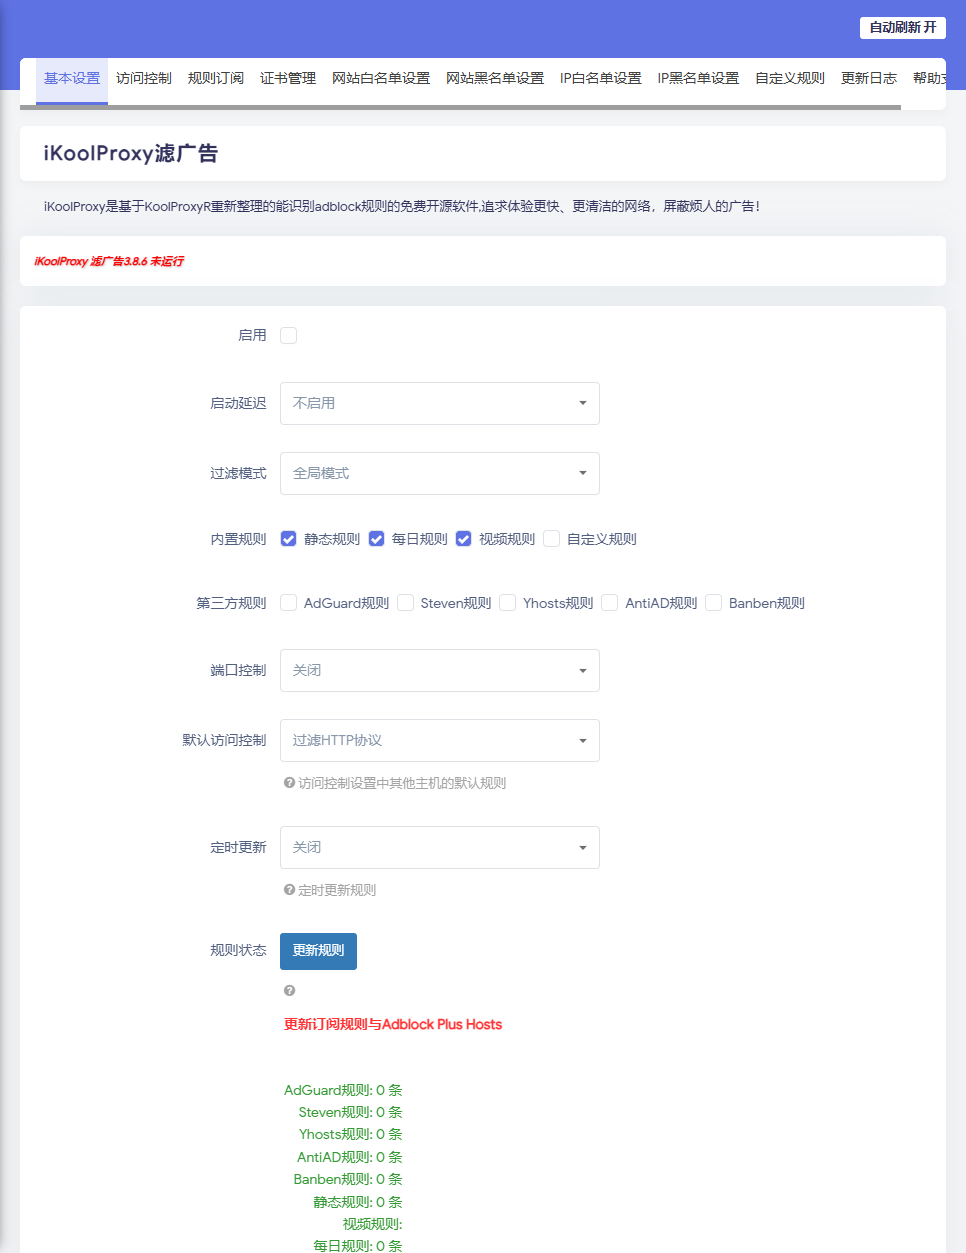 自动刷新 开
基本设置 访问控制 规则订阅 证书管理 网站白名单设置 网站黑名单设置 IP白名单设置 IP黑名单设置 自定义规则 更新日志 帮助
iKoolProxy滤广告
iKoolProxy是基于KoolProxyR重新整理的能识别adblock规则的免费开源软件,追求体验更快、更清洁的网络，屏蔽烦人的广告！
iKoolProxy 滤广告3.8.6 未运行
启用
启动延迟 不启用
过滤模式 全局模式
内置规则 静态规则 每日规则 视频规则 自定义规则
第三方规则 AdGuard规则 Steven规则 Yhosts规则 AntiAD规则 Banben规则
端口控制 关闭
默认访问控制 过滤HTTP协议
访问控制设置中其他主机的默认规则
定时更新 关闭
定时更新规则
规则状态 更新规则
更新订阅规则与Adblock Plus Hosts
AdGuard规则: 0 条
Steven规则: 0 条
Yhosts规则: 0 条
AntiAD规则: 0 条
Banben规则: 0 条
静态规则: 0 条
视频规则:
每日规则: 0 条